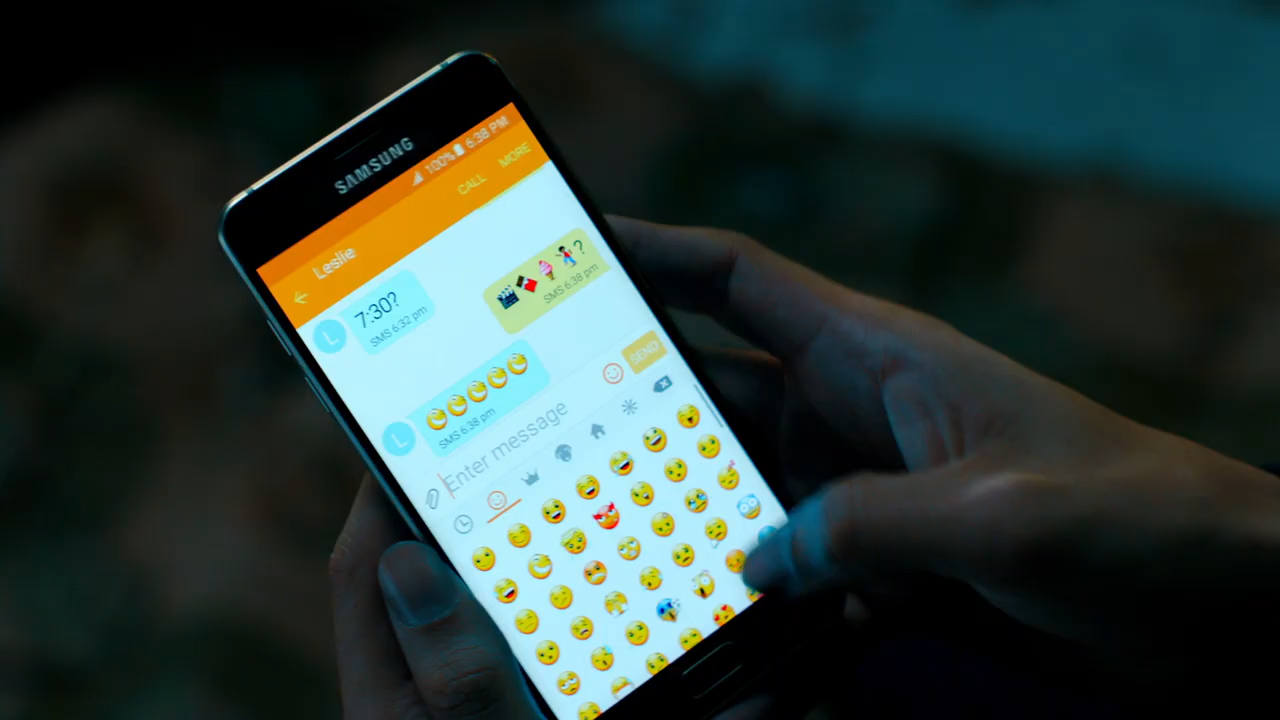 SAMSUNG
100% 6:38 PM
CALL MORE
Leslie
7:30?
SMS 6:32 pm
?
SMS 6:38 pm
SMS 6:38 pm
Enter message
SEND
L
L